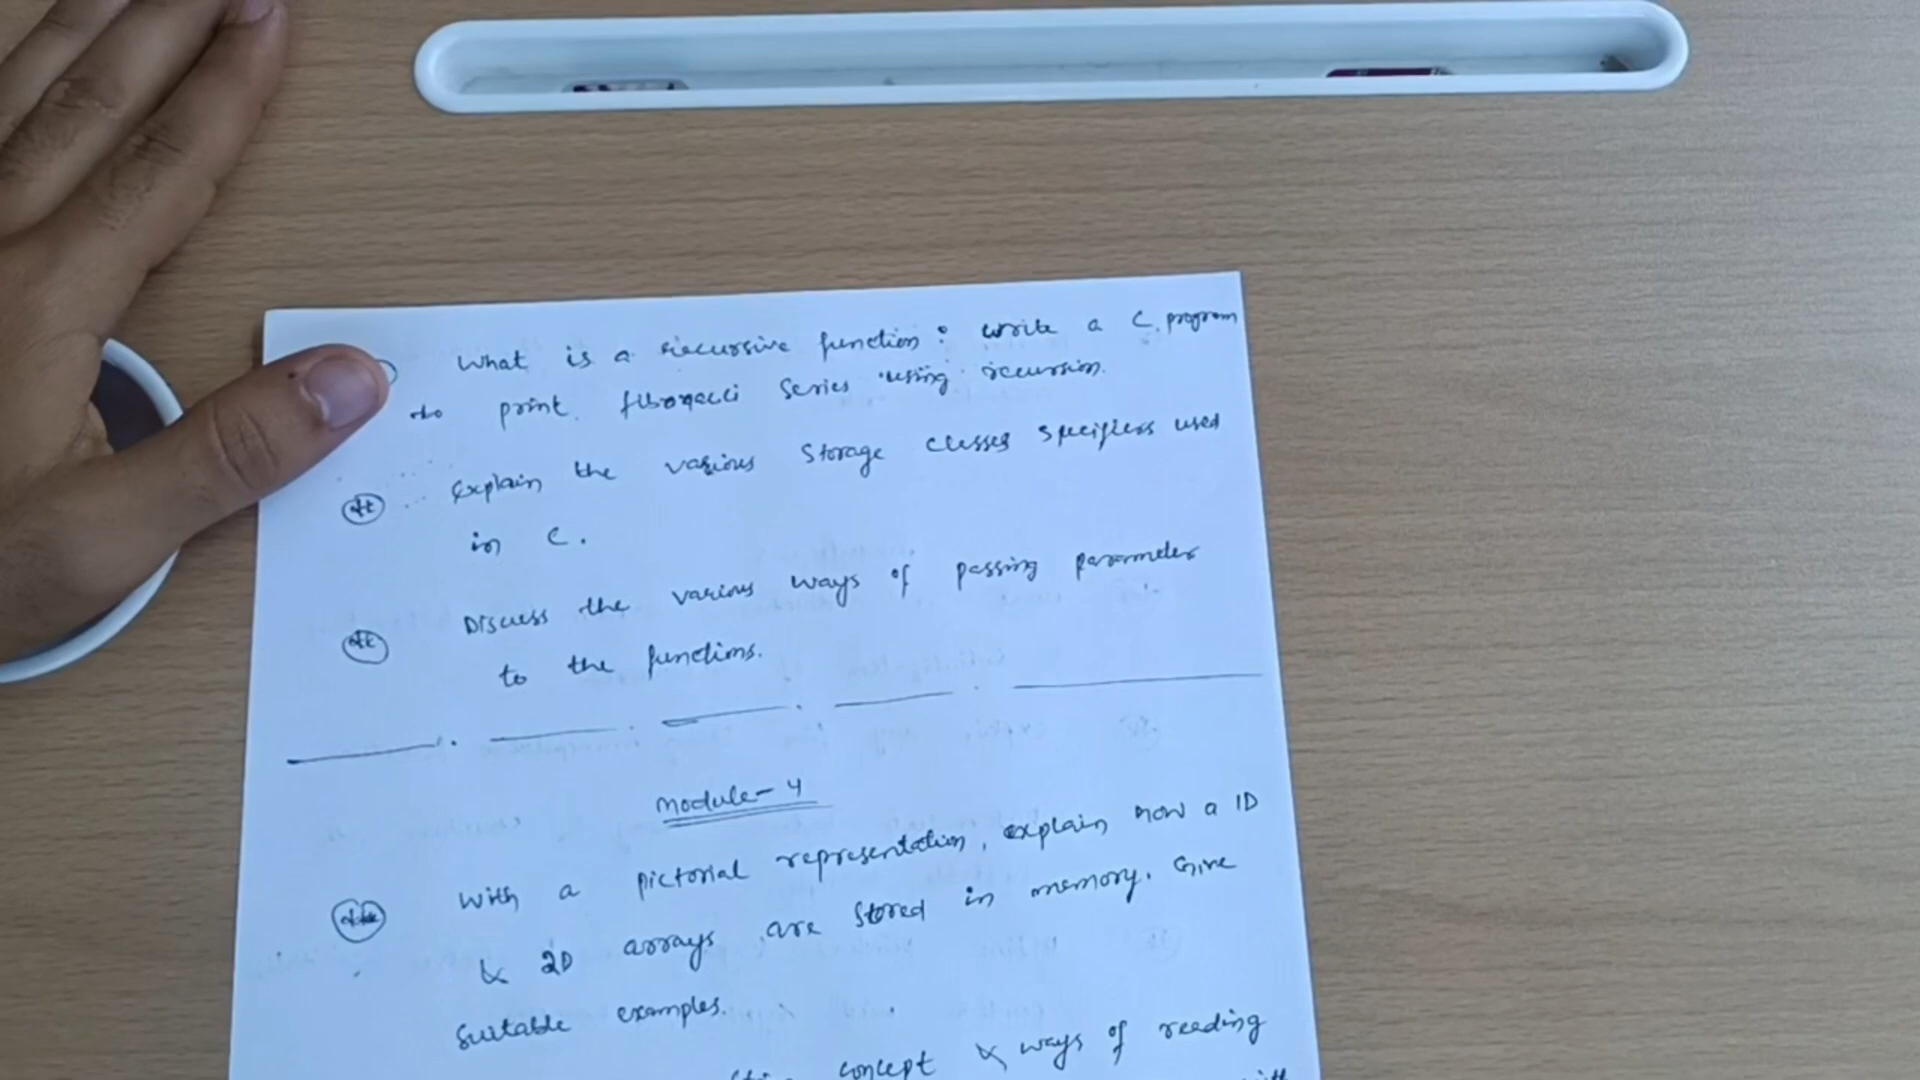 What is a recursive function: write a C program
to print fibonacci series using recursion.
Explain the various Storage classes specifiers used
in C.
Discuss the various ways of passing parameter
to the functions.
Module-4
With a pictorial representation, explain how a 1D
& 2D arrays are stored in memory. Give
suitable examples.
concept & ways of reading